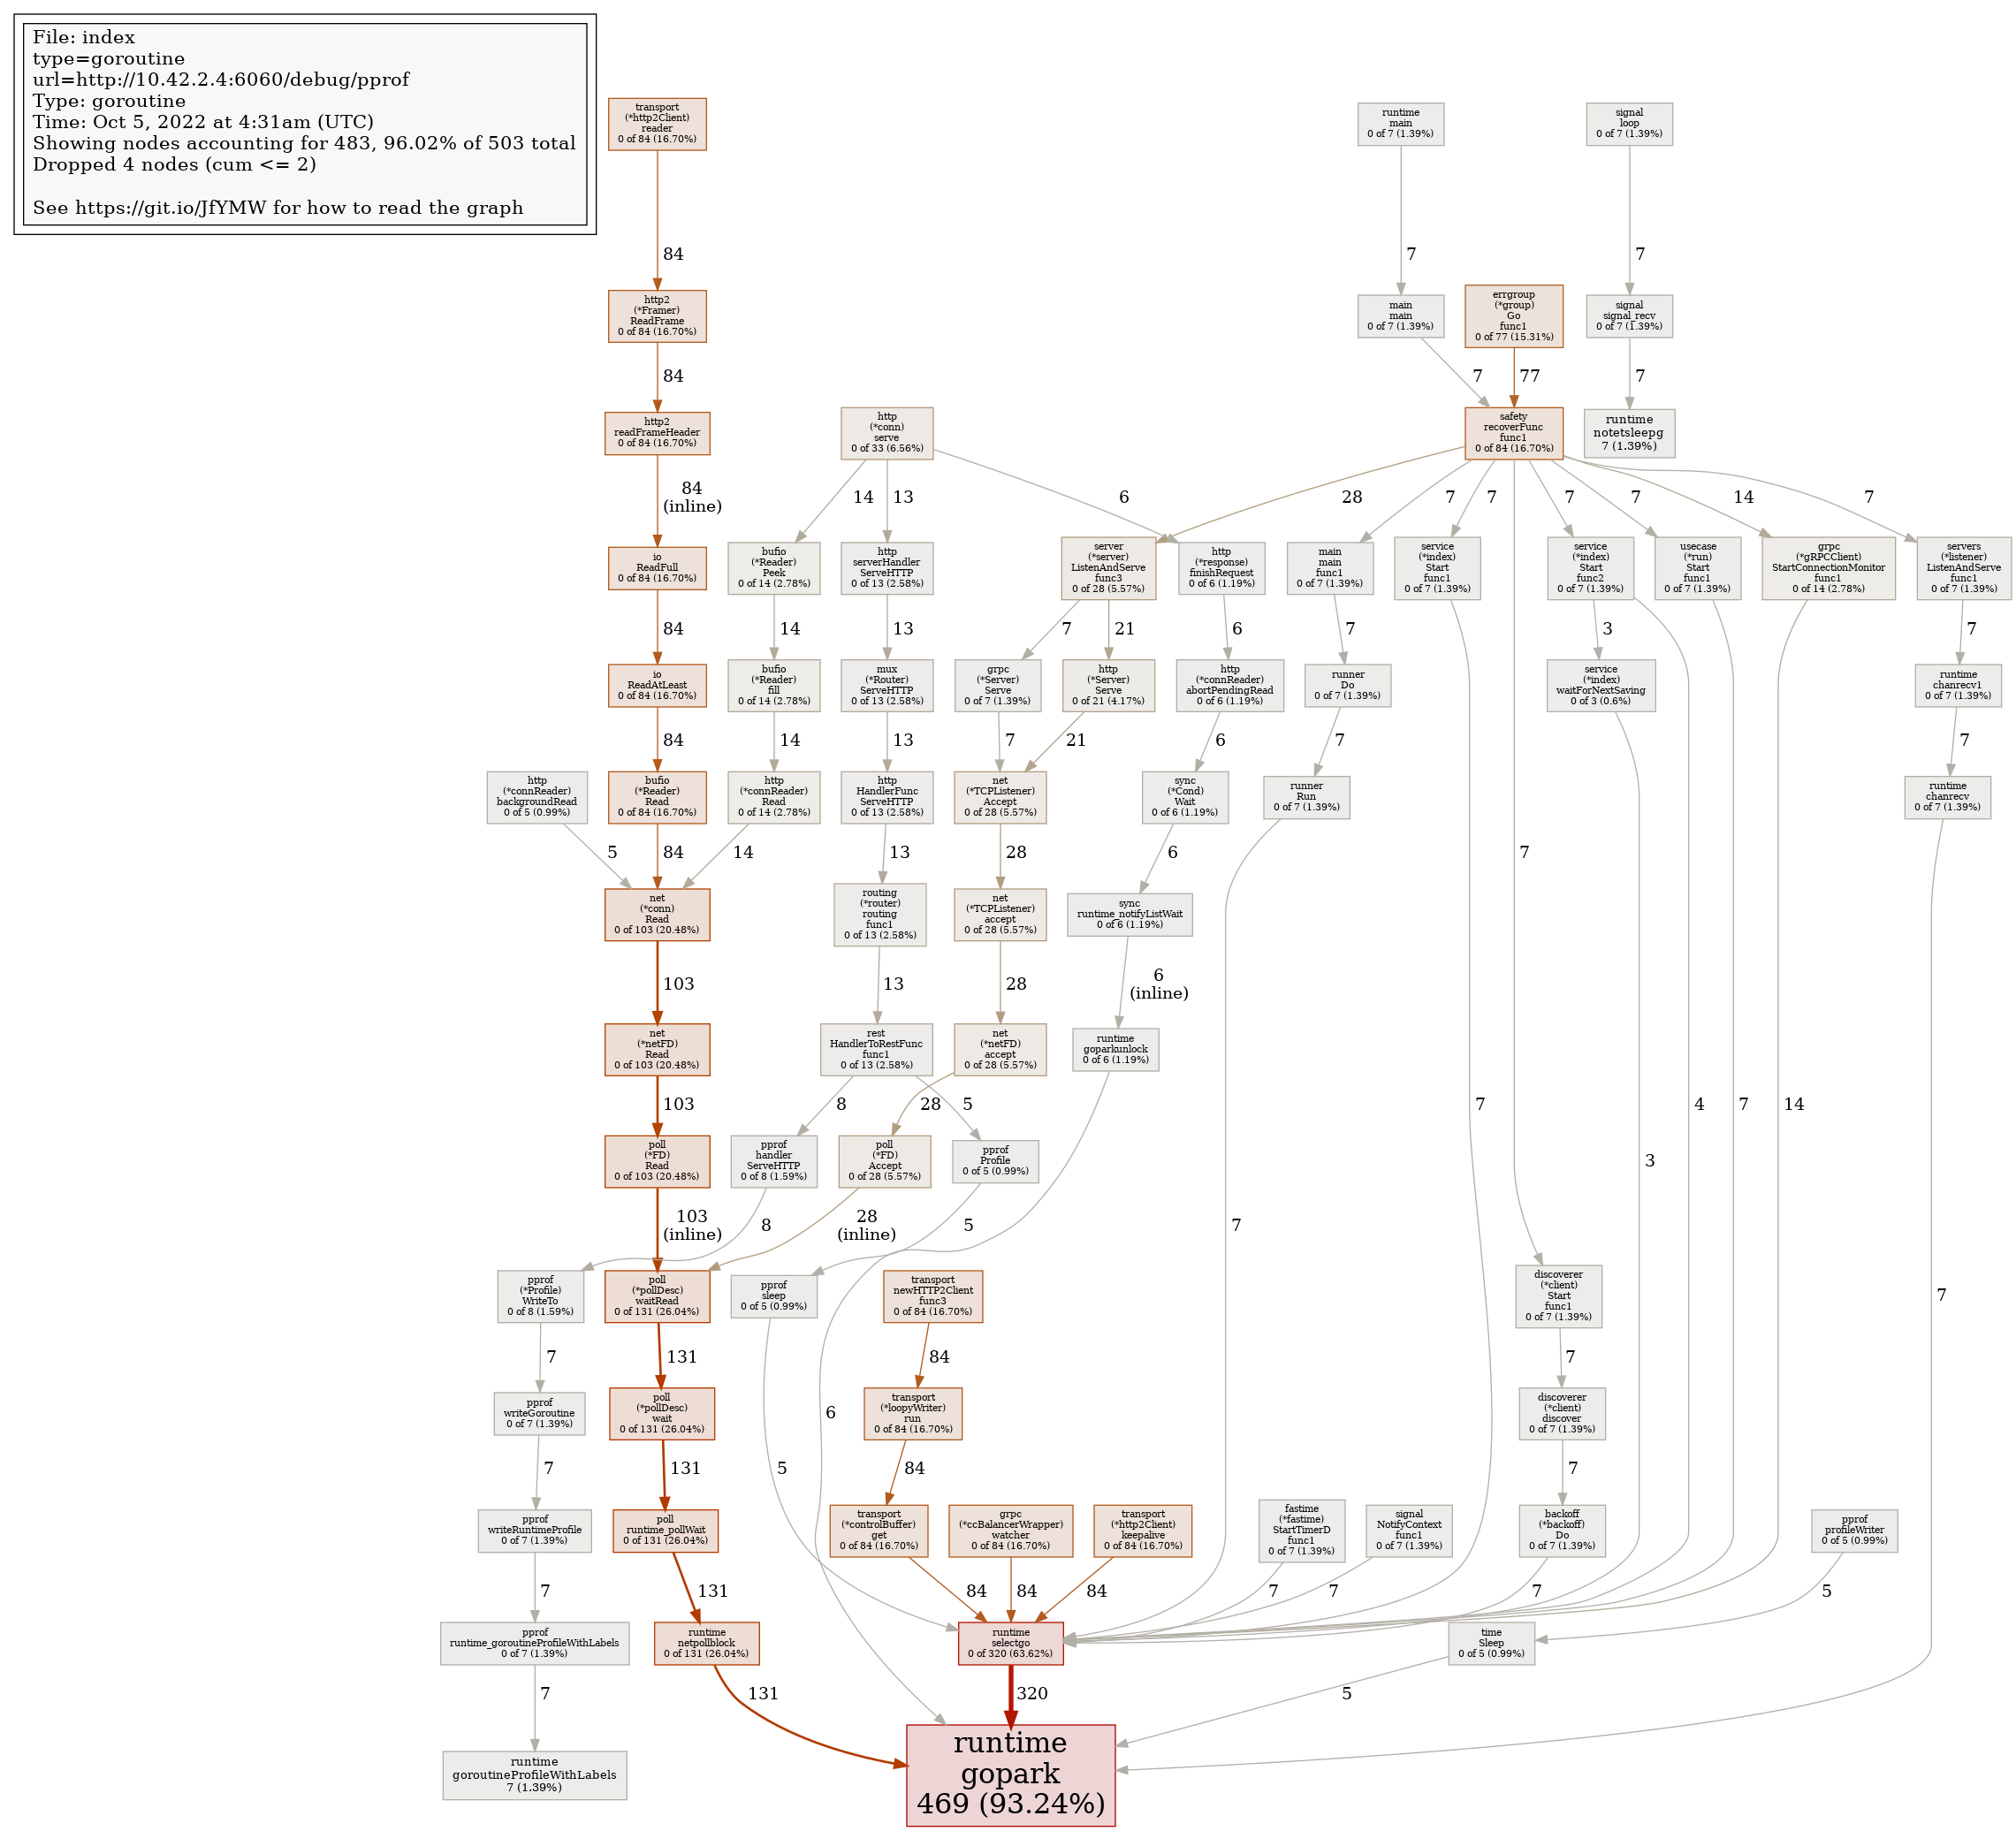 File: index
type=goroutine
url=http://10.42.2.4:6060/debug/pprof
Type: goroutine
Time: Oct 5, 2022 at 4:31am (UTC)
Showing nodes accounting for 483, 96.02% of 503 total
Dropped 4 nodes (cum <= 2)
See https://git.io/JfYMW for how to read the graph
transport
(*http2Client)
reader
0 of 84 (16.70%)
runtime
main
0 of 7 (1.39%)
signal
loop
0 of 7 (1.39%)
84
7
7
http2
(*Framer)
ReadFrame
0 of 84 (16.70%)
main
main
0 of 7 (1.39%)
errgroup
(*group)
Go
func1
0 of 77 (15.31%)
signal
signal_recv
0 of 7 (1.39%)
84
7
77
7
http2
readFrameHeader
0 of 84 (16.70%)
http
(*conn)
serve
0 of 33 (6.56%)
safety
recoverFunc
func1
0 of 84 (16.70%)
runtime
notetsleepg
7 (1.39%)
84
(inline)
14
13
6
28
7
7
7
7
14
7
io
ReadFull
0 of 84 (16.70%)
bufio
(*Reader)
Peek
0 of 14 (2.78%)
http
serverHandler
ServeHTTP
0 of 13 (2.58%)
server
(*server)
ListenAndServe
func3
0 of 28 (5.57%)
http
(*response)
finishRequest
0 of 6 (1.19%)
main
main
func1
0 of 7 (1.39%)
service
(*index)
Start
func1
0 of 7 (1.39%)
service
(*index)
Start
func2
0 of 7 (1.39%)
usecase
(*run)
Start
func1
0 of 7 (1.39%)
grpc
(*gRPCClient)
StartConnectionMonitor
func1
0 of 14 (2.78%)
servers
(*listener)
ListenAndServe
func1
0 of 7 (1.39%)
84
14
13
7
21
6
7
3
7
io
ReadAtLeast
0 of 84 (16.70%)
bufio
(*Reader)
fill
0 of 14 (2.78%)
mux
(*Router)
ServeHTTP
0 of 13 (2.58%)
grpc
(*Server)
Serve
0 of 7 (1.39%)
http
(*Server)
Serve
0 of 21 (4.17%)
http
(*connReader)
abortPendingRead
0 of 6 (1.19%)
runner
Do
0 of 7 (1.39%)
service
(*index)
waitForNextSaving
0 of 3 (0.6%)
runtime
chanrecv1
0 of 7 (1.39%)
84
14
13
7
21
6
7
7
http
(*connReader)
backgroundRead
0 of 5 (0.99%)
bufio
(*Reader)
Read
0 of 84 (16.70%)
http
(*connReader)
Read
0 of 14 (2.78%)
http
HandlerFunc
ServeHTTP
0 of 13 (2.58%)
net
(*TCPListener)
Accept
0 of 28 (5.57%)
sync
(*Cond)
Wait
0 of 6 (1.19%)
runner
Run
0 of 7 (1.39%)
runtime
chanrecv
0 of 7 (1.39%)
5
84
14
13
28
6
7
net
(*conn)
Read
0 of 103 (20.48%)
routing
(*router)
routing
func1
0 of 13 (2.58%)
net
(*TCPListener)
accept
0 of 28 (5.57%)
sync
runtime_notifyListWait
0 of 6 (1.19%)
103
13
28
6
(inline)
net
(*netFD)
Read
0 of 103 (20.48%)
rest
HandlerToRestFunc
func1
0 of 13 (2.58%)
net
(*netFD)
accept
0 of 28 (5.57%)
runtime
goparkunlock
0 of 6 (1.19%)
103
8
28
5
7
4
7
14
poll
(*FD)
Read
0 of 103 (20.48%)
pprof
handler
ServeHTTP
0 of 8 (1.59%)
poll
(*FD)
Accept
0 of 28 (5.57%)
pprof
Profile
0 of 5 (0.99%)
3
103
(inline)
8
28
(inline)
5
7
pprof
(*Profile)
WriteTo
0 of 8 (1.59%)
poll
(*pollDesc)
waitRead
0 of 131 (26.04%)
pprof
sleep
0 of 5 (0.99%)
transport
newHTTP2Client
func3
0 of 84 (16.70%)
discoverer
(*client)
Start
func1
0 of 7 (1.39%)
7
7
131
84
7
pprof
writeGoroutine
0 of 7 (1.39%)
poll
(*pollDesc)
wait
0 of 131 (26.04%)
transport
(*loopyWriter)
run
0 of 84 (16.70%)
discoverer
(*client)
discover
0 of 7 (1.39%)
6
7
131
5
84
7
pprof
writeRuntimeProfile
0 of 7 (1.39%)
poll
runtime_pollWait
0 of 131 (26.04%)
transport
(*controlBuffer)
get
0 of 84 (16.70%)
grpc
(*ccBalancerWrapper)
watcher
0 of 84 (16.70%)
transport
(*http2Client)
keepalive
0 of 84 (16.70%)
fastime
(*fastime)
StartTimerD
func1
0 of 7 (1.39%)
signal
NotifyContext
func1
0 of 7 (1.39%)
backoff
(*backoff)
Do
0 of 7 (1.39%)
pprof
profileWriter
0 of 5 (0.99%)
7
131
84
84
84
7
7
7
5
pprof
runtime_goroutineProfileWithLabels
0 of 7 (1.39%)
runtime
netpollblock
0 of 131 (26.04%)
runtime
selectgo
0 of 320 (63.62%)
time
Sleep
0 of 5 (0.99%)
7
131
320
5
runtime
goroutineProfileWithLabels
7 (1.39%)
runtime
gopark
469 (93.24%)